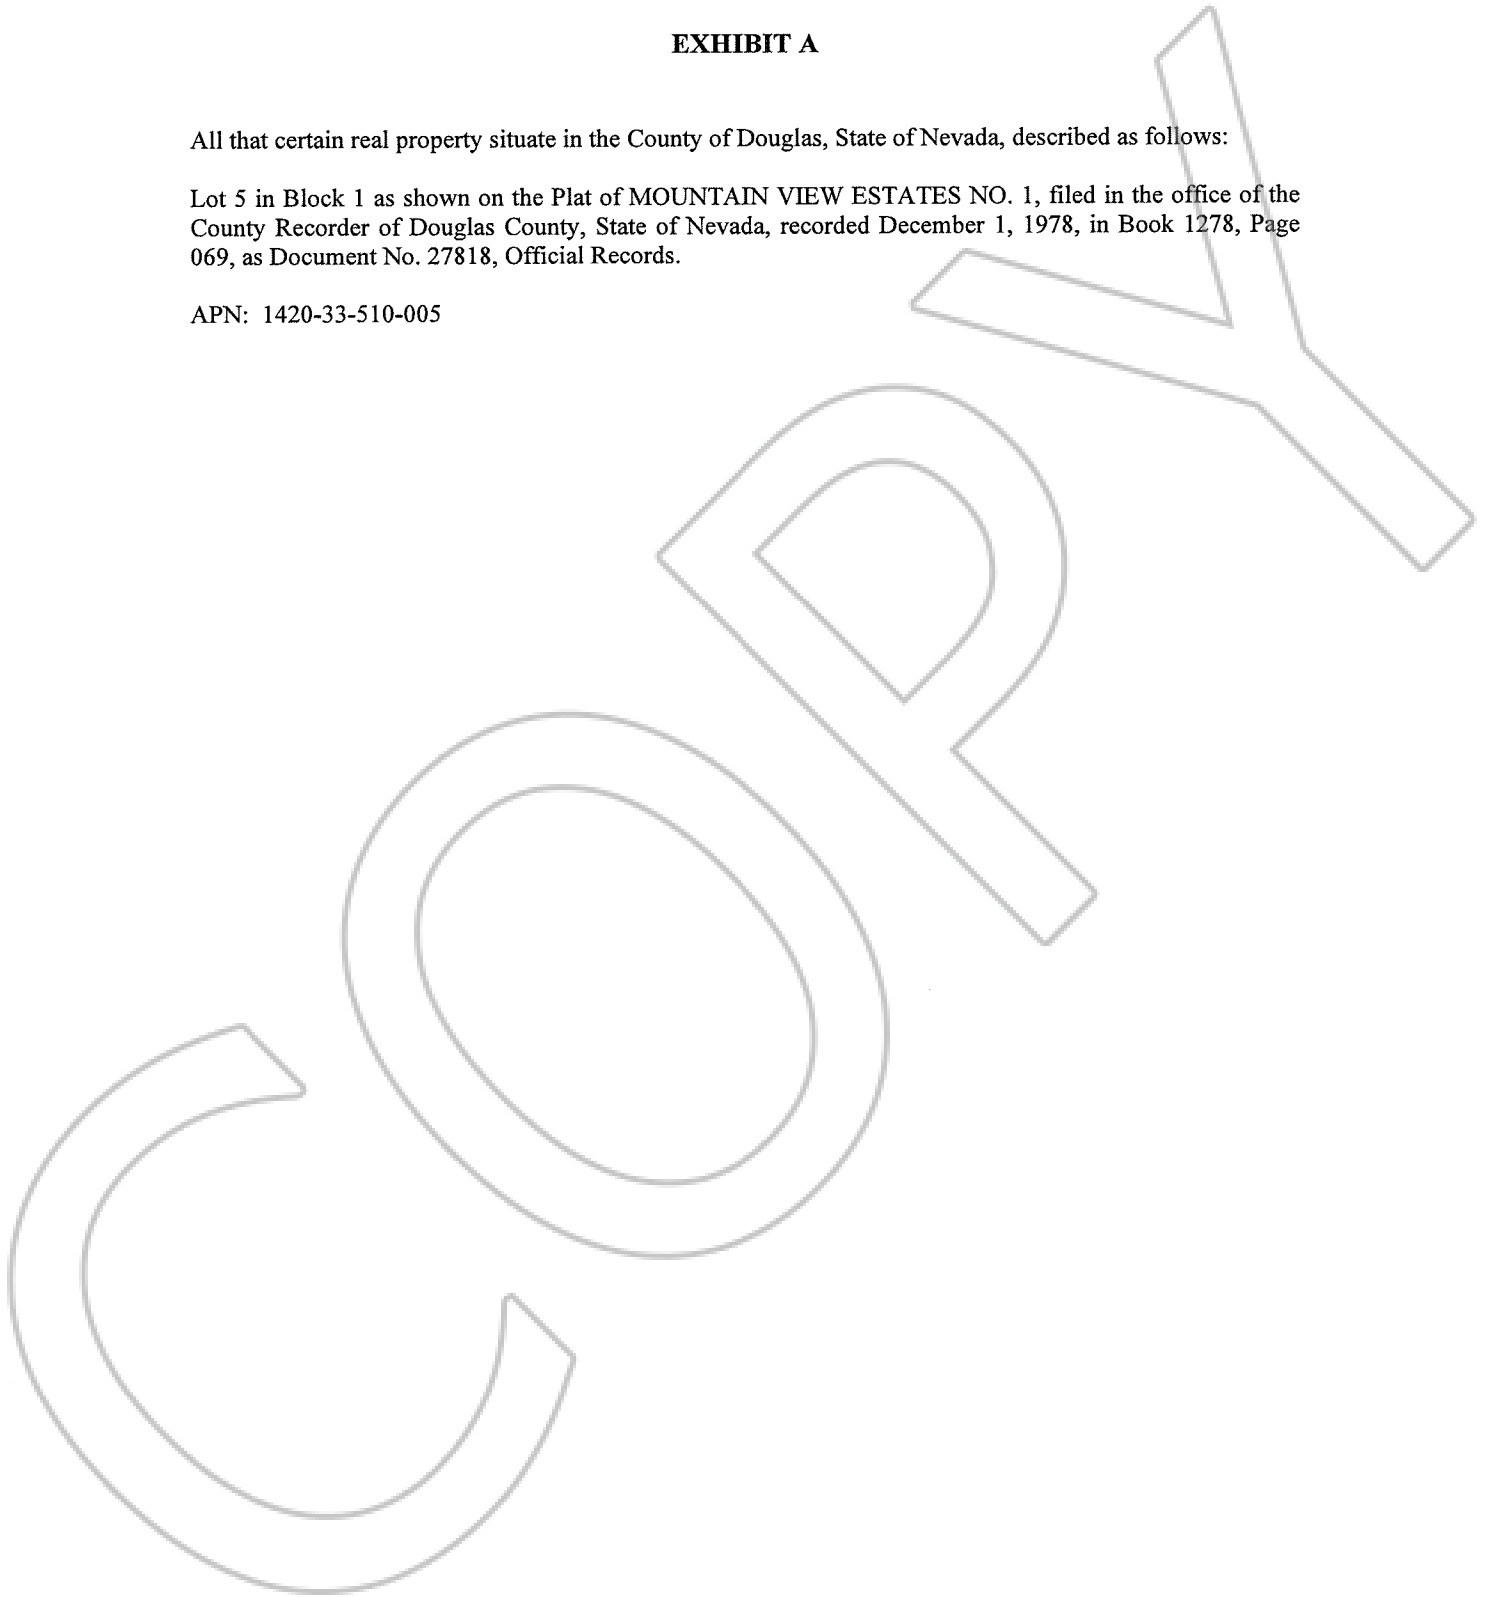 EXHIBIT A
All that certain real property situate in the County of Douglas, State of Nevada, described as follows:
Lot 5 in Block 1 as shown on the Plat of MOUNTAIN VIEW ESTATES NO. 1, filed in the office of the
County Recorder of Douglas County, State of Nevada, recorded December 1, 1978, in Book 1278, Page
069, as Document No. 27818, Official Records.
APN: 1420-33-510-005
COPY